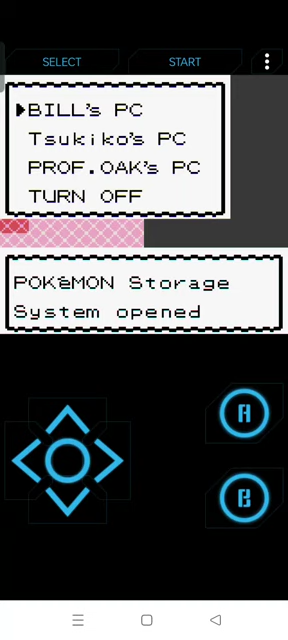 SELECT
START
BILL's PC
Tsukiko's PC
PROF.OAK's PC
TURN OFF
POKéMON Storage
System opened
A
B